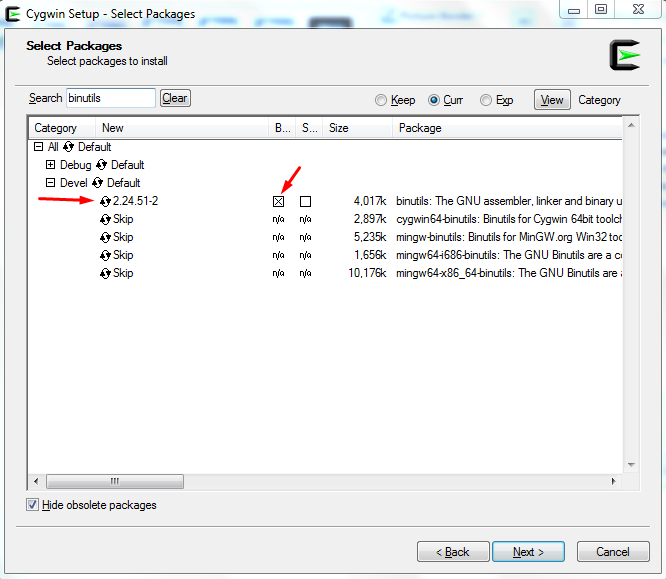 Cygwin Setup - Select Packages
Select Packages
Select packages to install
Search binutils Clear Keep Curr Exp View Category
Category New B... S... Size Package
All Default
Debug Default
Devel Default
2.24.51-2 4,017k binutils: The GNU assembler, linker and binary u
Skip n/a n/a 2,897k cygwin64-binutils: Binutils for Cygwin 64bit toolch
Skip n/a n/a 5,235k mingw-binutils: Binutils for MinGW.org Win32 too
Skip n/a n/a 1,656k mingw64-i686-binutils: The GNU Binutils are a co
Skip n/a n/a 10,176k mingw64-x86_64-binutils: The GNU Binutils are a
Hide obsolete packages
< Back Next > Cancel